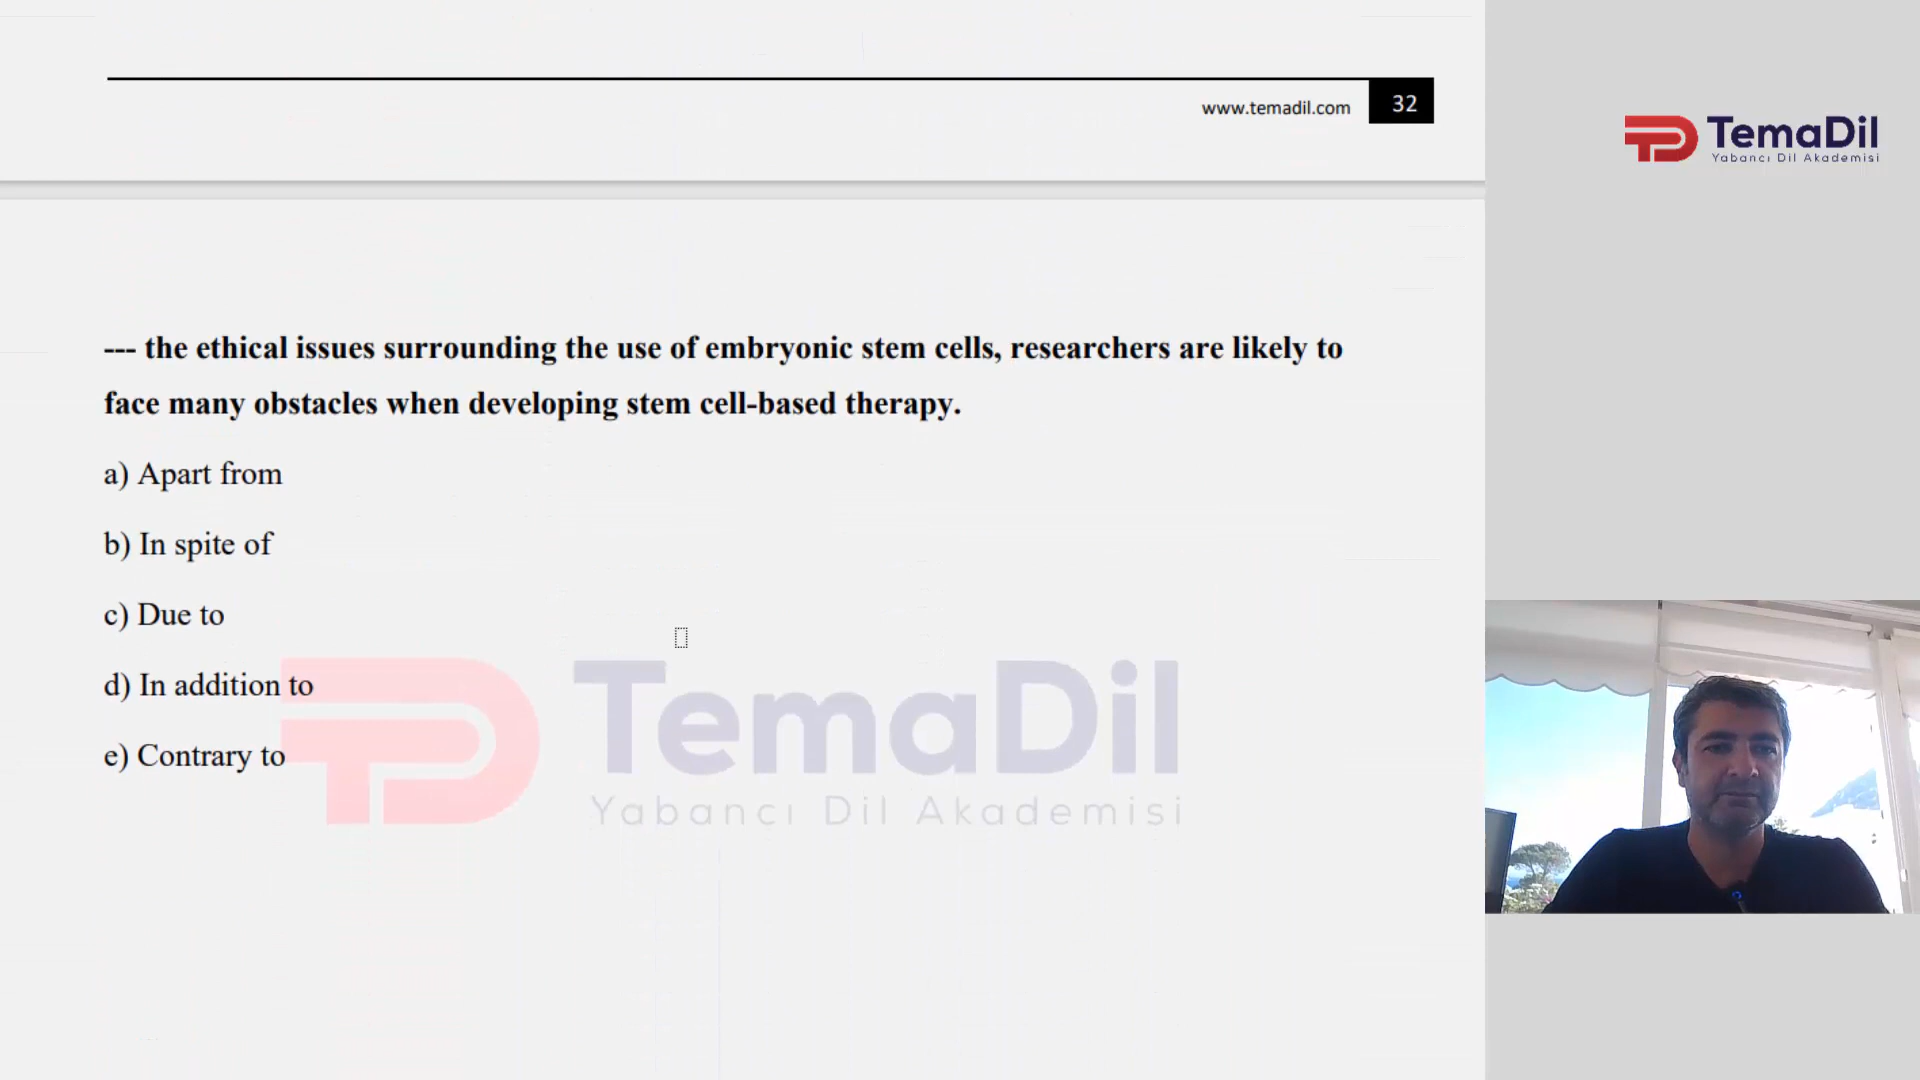 www.temadil.com 32
TemaDil
Yabancı Dil Akademisi
--- the ethical issues surrounding the use of embryonic stem cells, researchers are likely to
face many obstacles when developing stem cell-based therapy.
a) Apart from
b) In spite of
c) Due to
d) In addition to
e) Contrary to
TemaDil
Yabancı Dil Akademisi